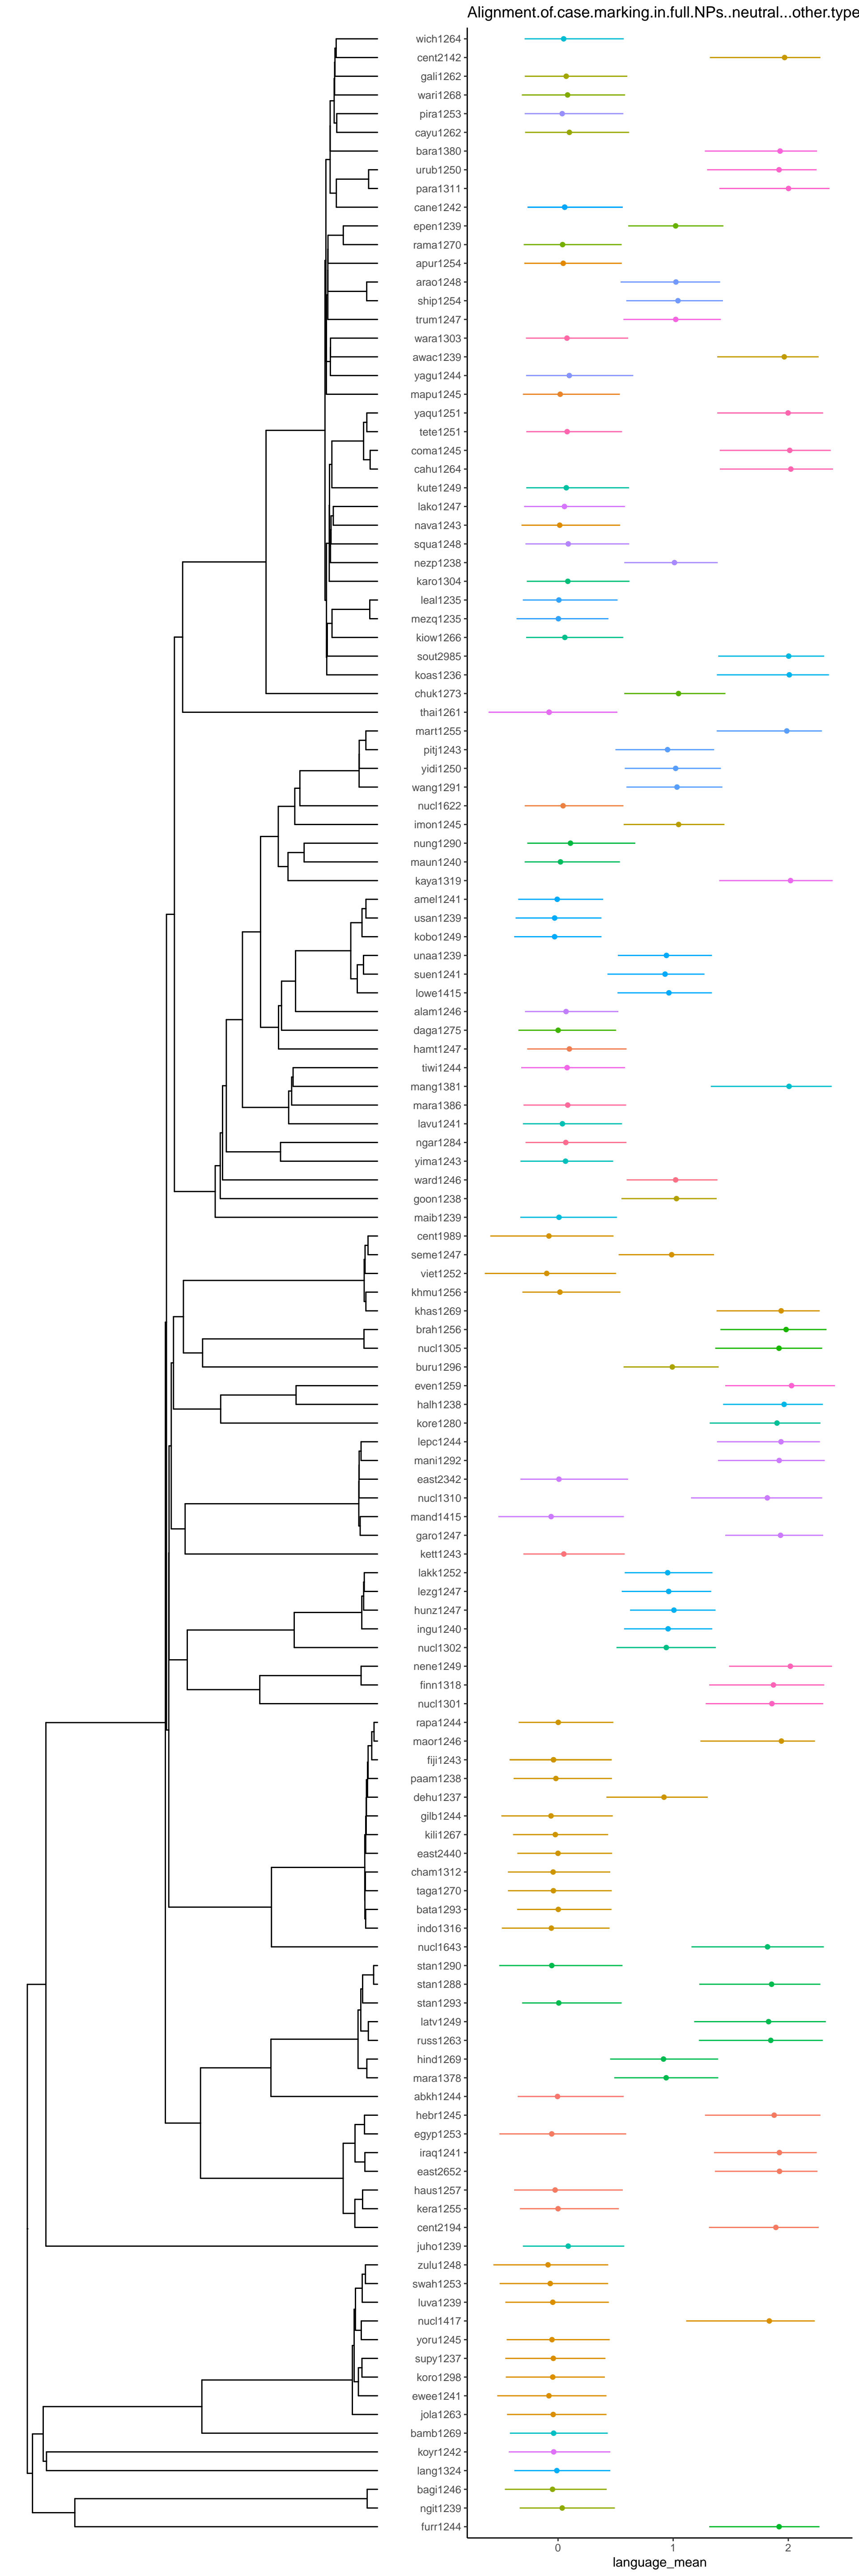 Alignment.of.case.marking.in.full.NPs..neutral...other.type
wich1264
cent2142
gali1262
wari1268
pira1253
cayu1262
bara1380
urub1250
para1311
cane1242
epen1239
rama1270
apur1254
arao1248
ship1254
trum1247
wara1303
awac1239
yagu1244
mapu1245
yaqu1251
tete1251
coma1245
cahu1264
kute1249
lako1247
nava1243
squa1248
nezp1238
karo1304
leal1235
mezq1235
kiow1266
sout2985
koas1236
chuk1273
thai1261
mart1255
pitj1243
yidi1250
wang1291
nucl1622
imon1245
nung1290
maun1240
kaya1319
amel1241
usan1239
kobo1249
unaa1239
suen1241
lowe1415
alam1246
daga1275
hamt1247
tiwi1244
mang1381
mara1386
lavu1241
ngar1284
yima1243
ward1246
goon1238
maib1239
cent1989
seme1247
viet1252
khmu1256
khas1269
brah1256
nucl1305
buru1296
even1259
halh1238
kore1280
lepc1244
mani1292
east2342
nucl1310
mand1415
garo1247
kett1243
lakk1252
lezg1247
hunz1247
ingu1240
nucl1302
nene1249
finn1318
nucl1301
rapa1244
maor1246
fiji1243
paam1238
dehu1237
gilb1244
kili1267
east2440
cham1312
taga1270
bata1293
indo1316
nucl1643
stan1290
stan1288
stan1293
latv1249
russ1263
hind1269
mara1378
abkh1244
hebr1245
egyp1253
iraq1241
east2652
haus1257
kera1255
cent2194
juho1239
zulu1248
swah1253
luva1239
nucl1417
yoru1245
supy1237
koro1298
ewee1241
jola1263
bamb1269
koyr1242
lang1324
bagi1246
ngit1239
furr1244
0 1 2
language_mean